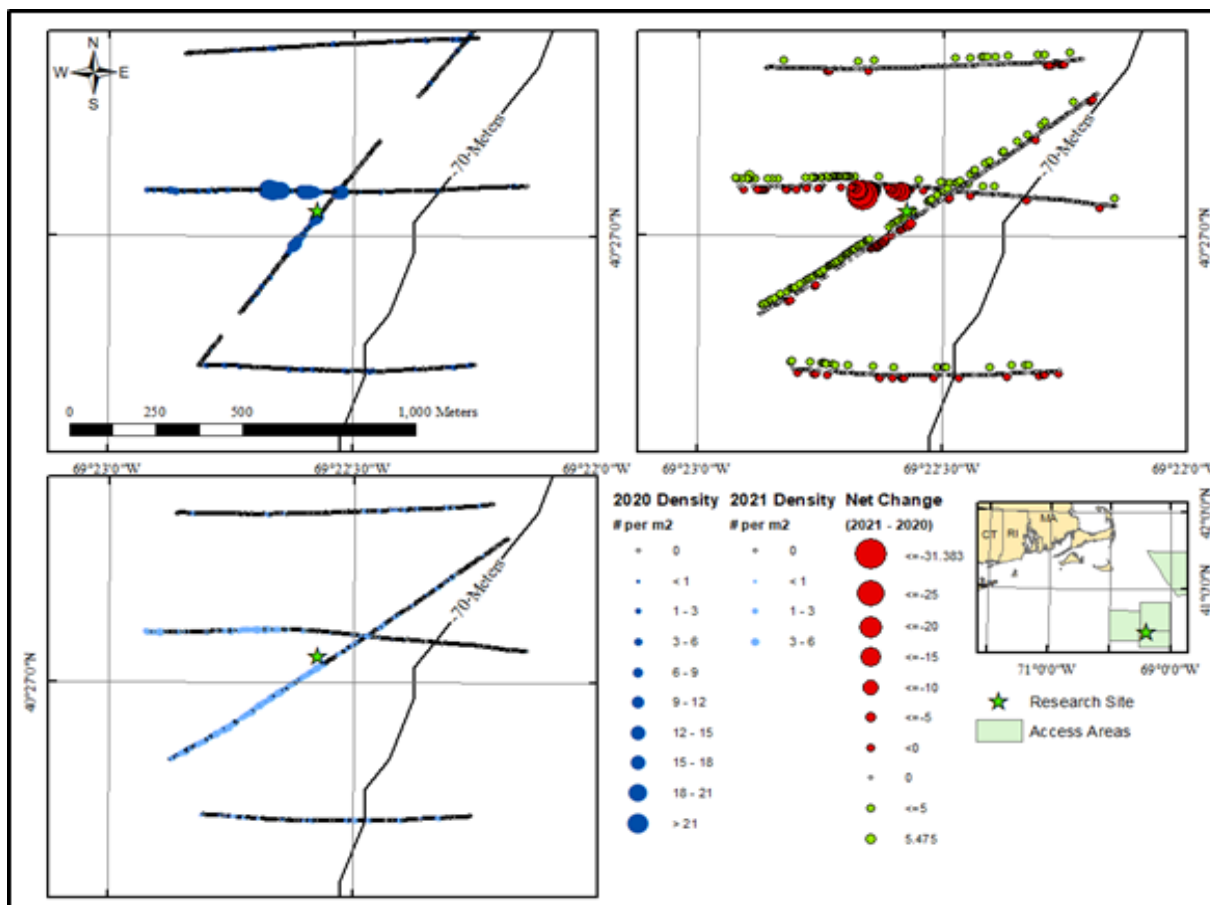 N
W E
S
-70-Meters
0 250 500 1,000 Meters
-70-Meters
40°27'0"N
69°23'0"W 69°22'30"W 69°22'0"W 69°23'0"W 69°22'30"W 69°22'0"W
-70-Meters
40°27'0"N
2020 Density
# per m2
0
< 1
1 - 3
3 - 6
6 - 9
9 - 12
12 - 15
15 - 18
18 - 21
> 21
2021 Density
# per m2
0
< 1
1 - 3
3 - 6
Net Change
(2021 - 2020)
<=-31.383
<=-25
<=-20
<=-15
<=-10
<=-5
<0
0
<=5
5.475
CT RI MA
42°0'0"N
41°0'0"N
71°0'0"W 69°0'0"W
Research Site
Access Areas